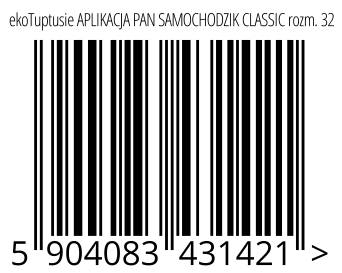 ekoTuptusie APLIKACJA PAN SAMOCHODZIK CLASSIC rozm. 32
5 904083 431421 >